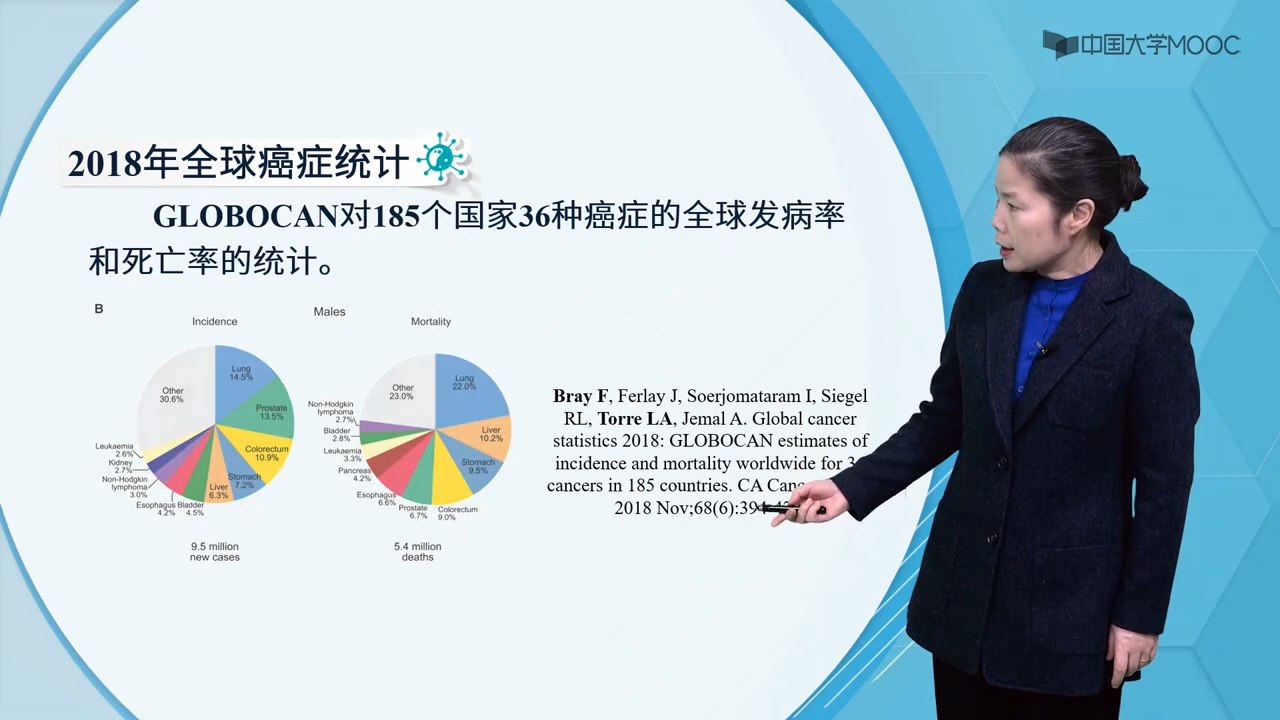 中国大学MOOC
2018年全球癌症统计
GLOBOCAN对185个国家36种癌症的全球发病率
和死亡率的统计。
B
Males
Incidence
Mortality
Lung
14.5%
Prostate
13.5%
Colorectum
10.9%
Stomach
7.2%
Liver
6.3%
Bladder
4.5%
Esophagus
4.2%
Non-Hodgkin
lymphoma
3.0%
Kidney
2.7%
Leukaemia
2.6%
Other
30.6%
9.5 million
new cases
Lung
22.0%
Liver
10.2%
Stomach
9.5%
Colorectum
9.0%
Prostate
6.7%
Esophagus
6.6%
Pancreas
4.2%
Leukaemia
3.3%
Bladder
2.8%
Non-Hodgkin
lymphoma
2.7%
Other
23.0%
5.4 million
deaths
Bray F, Ferlay J, Soerjomataram I, Siegel
RL, Torre LA, Jemal A. Global cancer
statistics 2018: GLOBOCAN estimates of
incidence and mortality worldwide for
cancers in 185 countries. CA
2018 Nov;68(6):